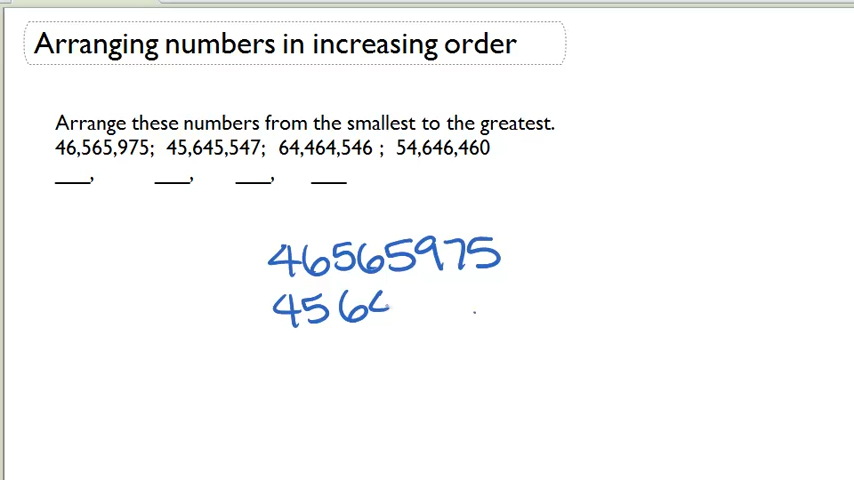 Arranging numbers in increasing order
Arrange these numbers from the smallest to the greatest.
46,565,975; 45,645,547; 64,464,546 ; 54,646,460
___, ___, ___, ___
46565975
4564